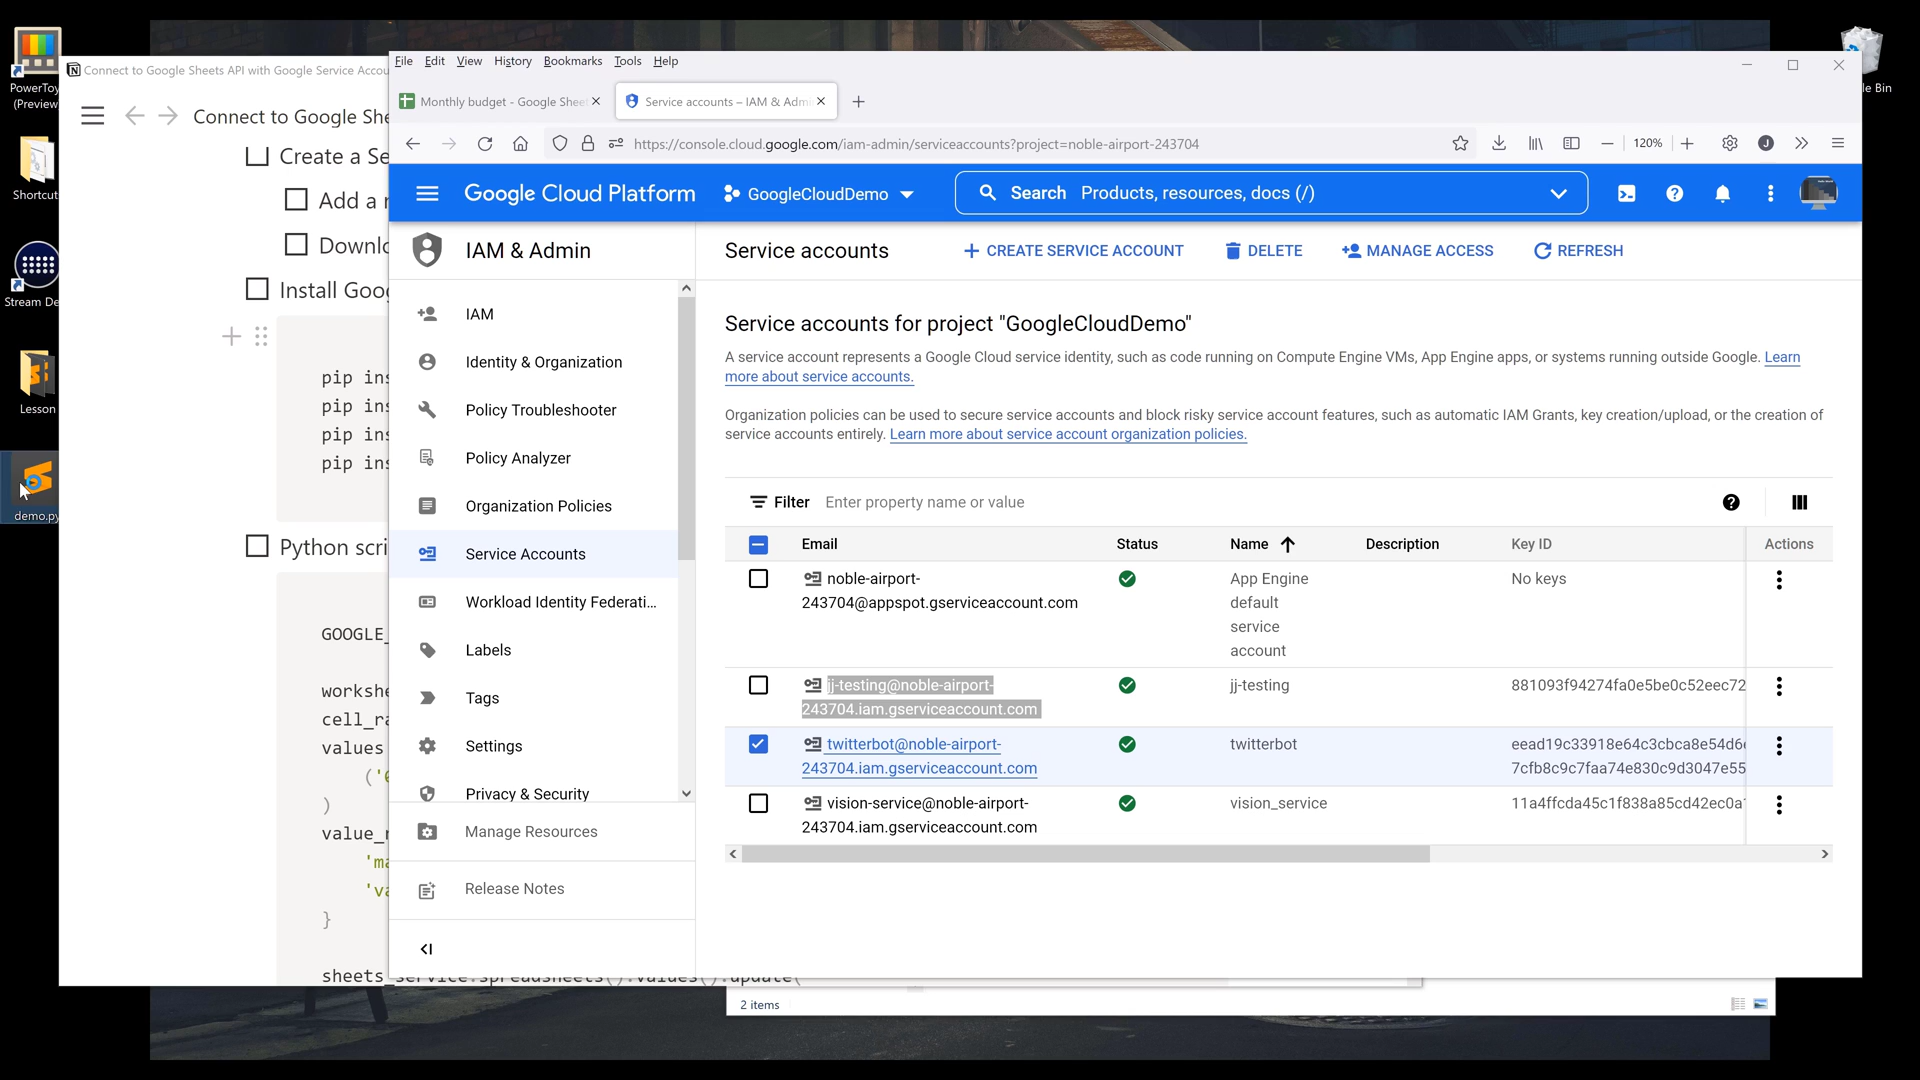 PowerToy
(Preview
Shortcut
Stream De
Lesson
demo.py
le Bin
Connect to Google Sheets API with Google Service Accou
Connect to Google She
Create a Se
Add a
Downlo
Install Goog
pip ins
pip ins
pip ins
pip ins
Python scri
GOOGLE_
workshe
cell_ra
values
)
value_r
'ma
'va
}
sheets_service.spreadsheets().values().update(
File Edit View History Bookmarks Tools Help
Monthly budget - Google Shee
Service accounts – IAM & Adm
https://console.cloud.google.com/iam-admin/serviceaccounts?project=noble-airport-243704
120%
J
Google Cloud Platform
GoogleCloudDemo
Search Products, resources, docs (/)
IAM & Admin
IAM
Identity & Organization
Policy Troubleshooter
Policy Analyzer
Organization Policies
Service Accounts
Workload Identity Federati...
Labels
Tags
Settings
Privacy & Security
Manage Resources
Release Notes
Service accounts
CREATE SERVICE ACCOUNT
DELETE
MANAGE ACCESS
REFRESH
Service accounts for project "GoogleCloudDemo"
A service account represents a Google Cloud service identity, such as code running on Compute Engine VMs, App Engine apps, or systems running outside Google. Learn
more about service accounts.
Organization policies can be used to secure service accounts and block risky service account features, such as automatic IAM Grants, key creation/upload, or the creation of
service accounts entirely. Learn more about service account organization policies.
Filter Enter property name or value
Email Status Name Description Key ID Actions
noble-airport-
243704@appspot.gserviceaccount.com
App Engine
default
service
account
No keys
jj-testing@noble-airport-
243704.iam.gserviceaccount.com
jj-testing
881093f94274fa0e5be0c52eec72
twitterbot@noble-airport-
243704.iam.gserviceaccount.com
twitterbot
eead19c33918e64c3cbca8e54d6
7cfb8c9c7faa74e830c9d3047e55
vision-service@noble-airport-
243704.iam.gserviceaccount.com
vision_service
11a4ffcda45c1f838a85cd42ec0a
2 items